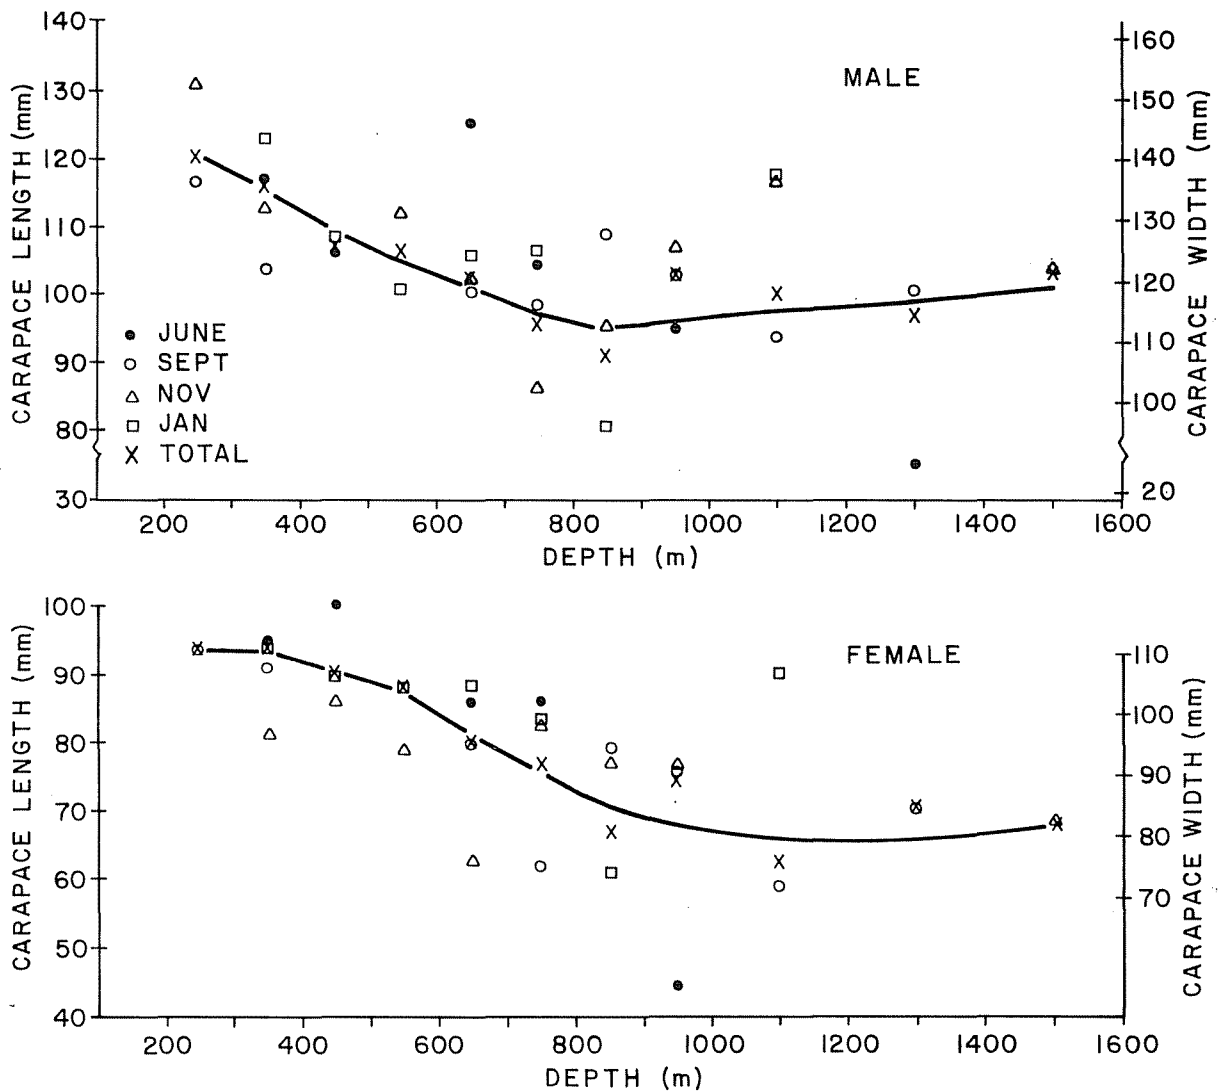 MALE
CARAPACE LENGTH (mm)
140
130
120
110
100
90
80
30
CARAPACE WIDTH (mm)
160
150
140
130
120
110
100
20
JUNE
SEPT
NOV
JAN
TOTAL
200 400 600 800 1000 1200 1400 1600
DEPTH (m)
FEMALE
CARAPACE LENGTH (mm)
100
90
80
70
60
50
40
CARAPACE WIDTH (mm)
110
100
90
80
70
200 400 600 800 1000 1200 1400 1600
DEPTH (m)